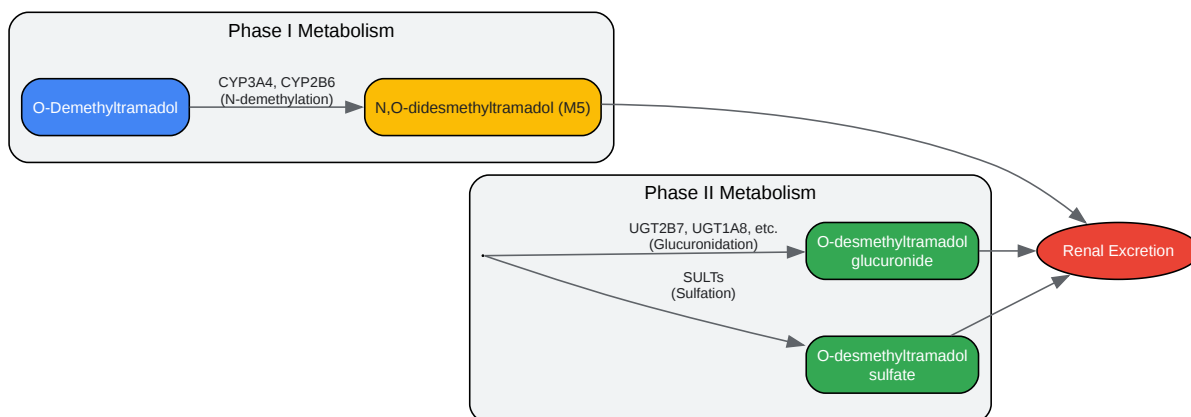 Phase I Metabolism
O-Demethyltramadol
CYP3A4, CYP2B6
(N-demethylation)
N,O-didesmethyltramadol (M5)
Phase II Metabolism
UGT2B7, UGT1A8, etc.
(Glucuronidation)
O-desmethyltramadol
glucuronide
Renal Excretion
SULTs
(Sulfation)
O-desmethyltramadol
sulfate